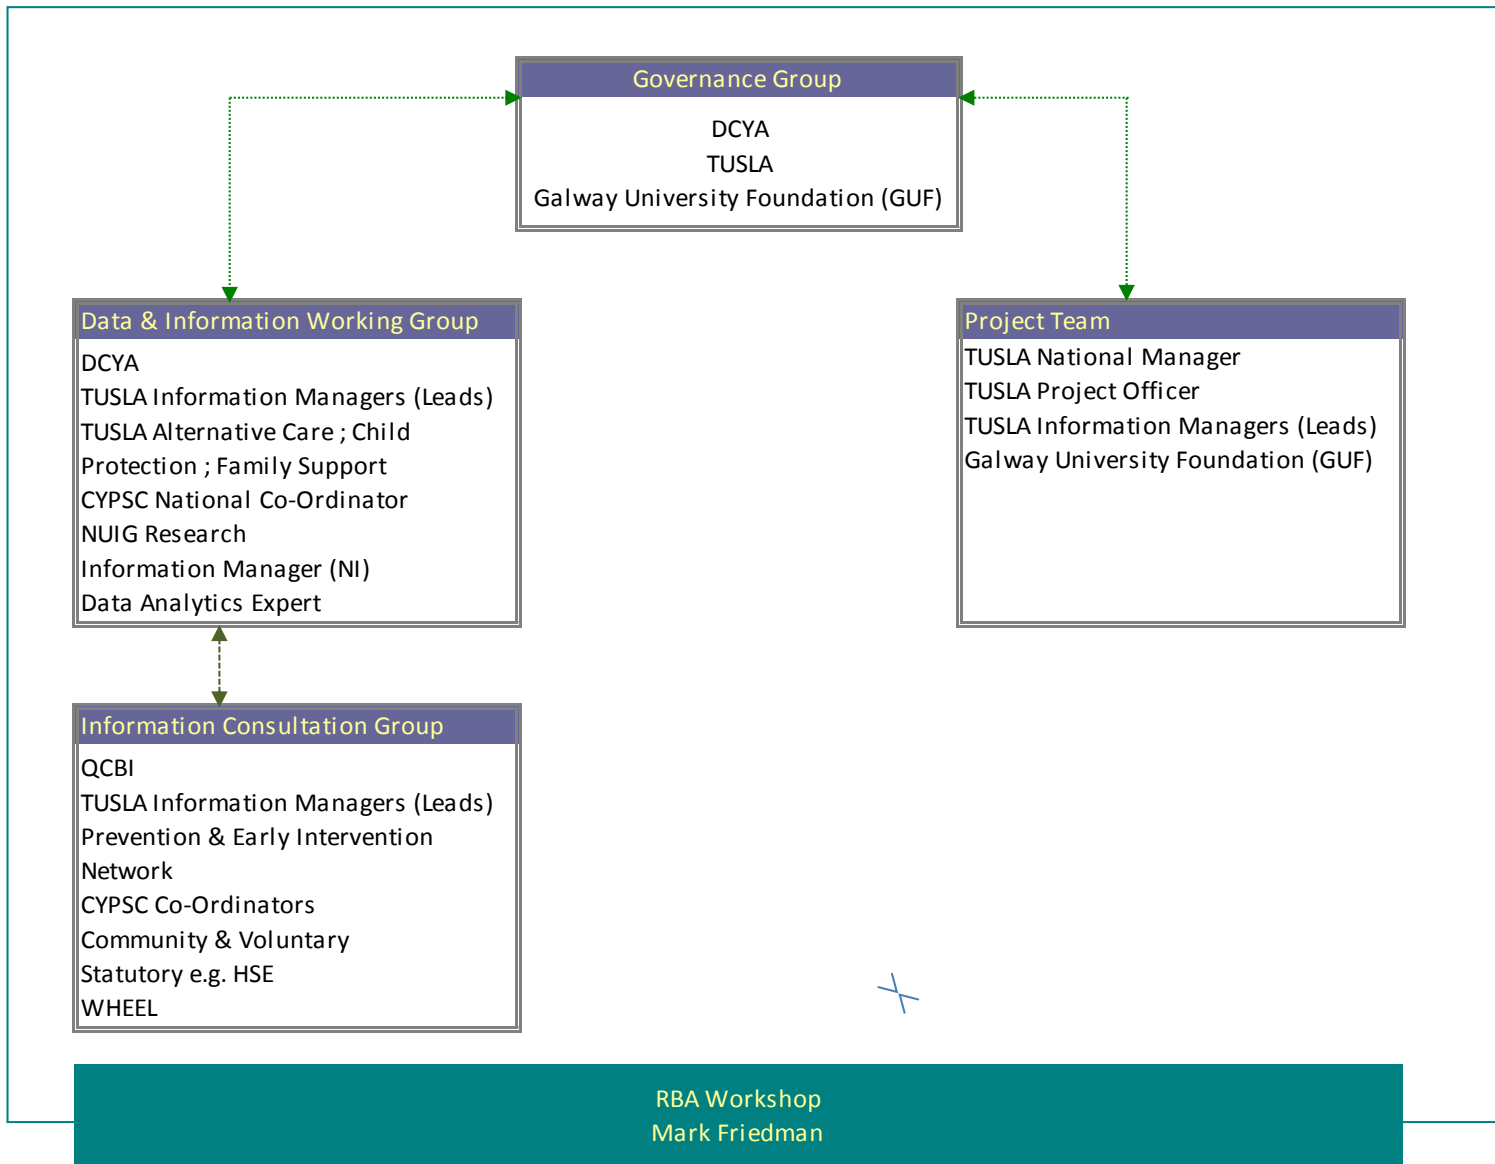 Governance Group
DCYA
TUSLA
Galway University Foundation (GUF)
Data & Information Working Group
DCYA
TUSLA Information Managers (Leads)
TUSLA Alternative Care ; Child
Protection ; Family Support
CYPSC National Co-Ordinator
NUIG Research
Information Manager (NI)
Data Analytics Expert
Project Team
TUSLA National Manager
TUSLA Project Officer
TUSLA Information Managers (Leads)
Galway University Foundation (GUF)
Information Consultation Group
QCBI
TUSLA Information Managers (Leads)
Prevention & Early Intervention
Network
CYPSC Co-Ordinators
Community & Voluntary
Statutory e.g. HSE
WHEEL
RBA Workshop
Mark Friedman